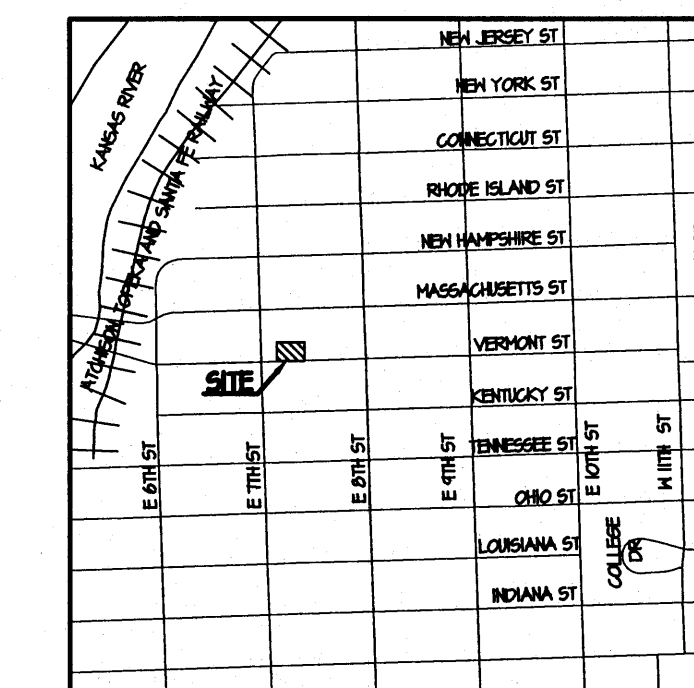 NEW JERSEY ST
NEW YORK ST
KANSAS RIVER
CONNECTICUT ST
ATCHISON, TOPEKA AND SANTA FE RAILWAY
RHODE ISLAND ST
NEW HAMPSHIRE ST
MASSACHUSETTS ST
VERMONT ST
SITE
KENTUCKY ST
TENNESSEE ST
E 6TH ST
E 7TH ST
E 8TH ST
E 9TH ST
E 10TH ST
W 11TH ST
OHIO ST
LOUISIANA ST
COLLEGE
DR
INDIANA ST